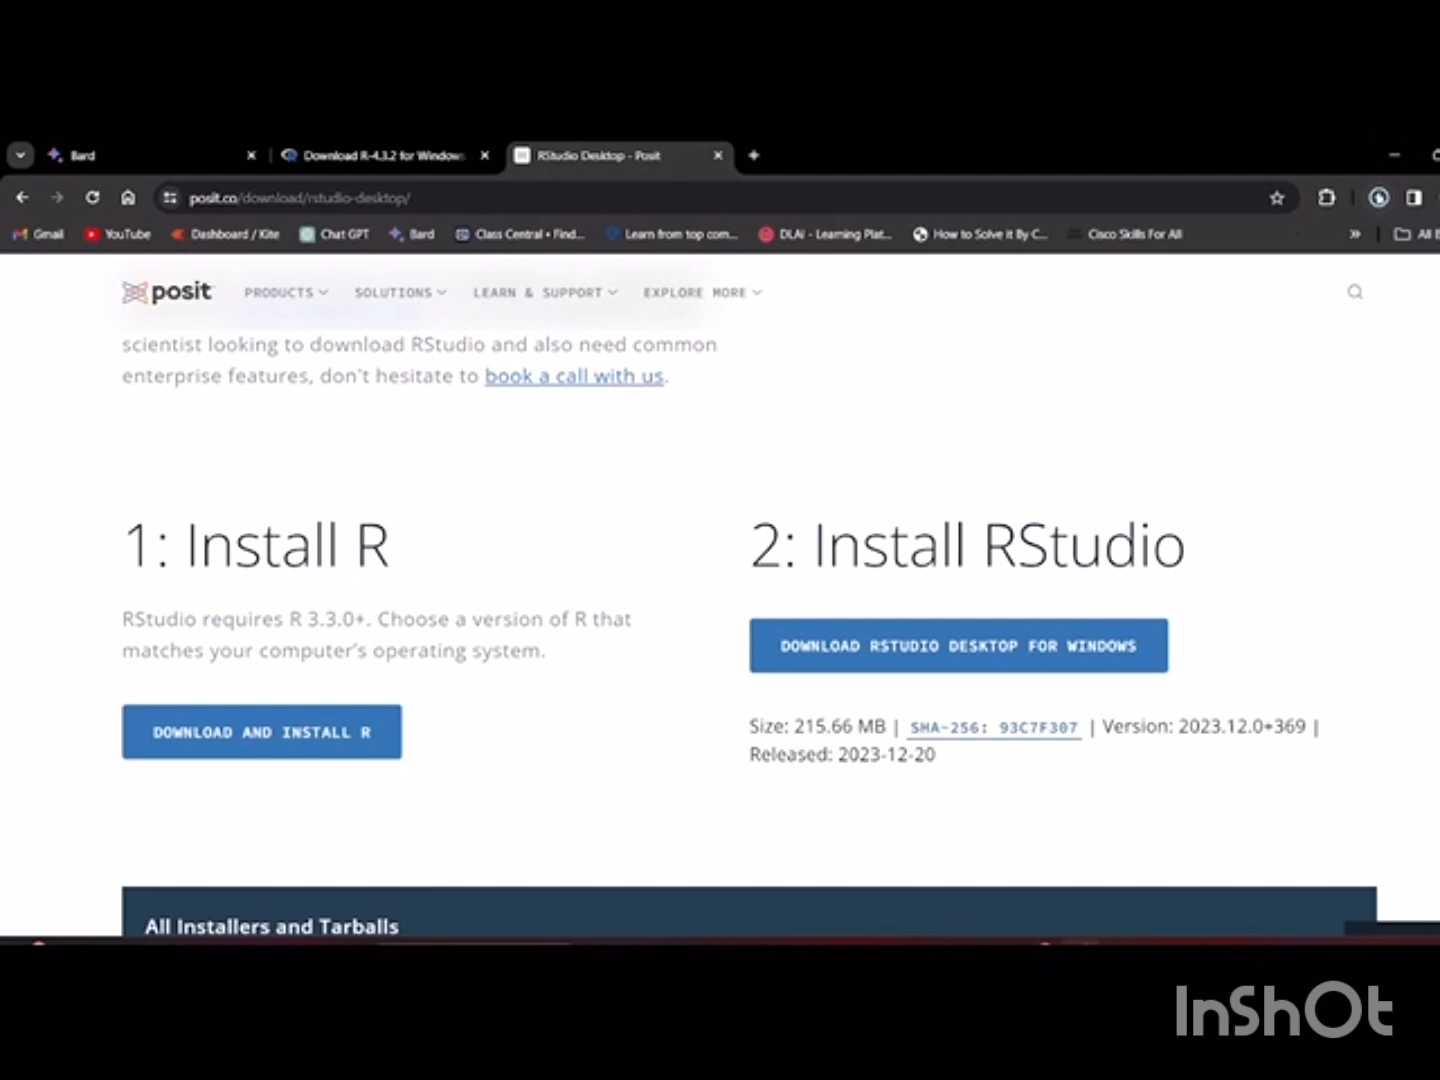 Bard
Download R-4.3.2 for Window
RStudio Desktop - Posit
posit.co/download/rstudio-desktop/
Gmail
YouTube
Dashboard / Kite
Chat GPT
Bard
Class Central • Find...
Learn from top com...
DLAI - Learning Plat...
How to Solve it By C...
Cisco Skills For All
»
All
posit
PRODUCTS
SOLUTIONS
LEARN & SUPPORT
EXPLORE MORE
scientist looking to download RStudio and also need common
enterprise features, don't hesitate to book a call with us.
1: Install R
RStudio requires R 3.3.0+. Choose a version of R that
matches your computer's operating system.
DOWNLOAD AND INSTALL R
2: Install RStudio
DOWNLOAD RSTUDIO DESKTOP FOR WINDOWS
Size: 215.66 MB | SHA-256: 93C7F307 | Version: 2023.12.0+369 |
Released: 2023-12-20
All Installers and Tarballs
InShOt